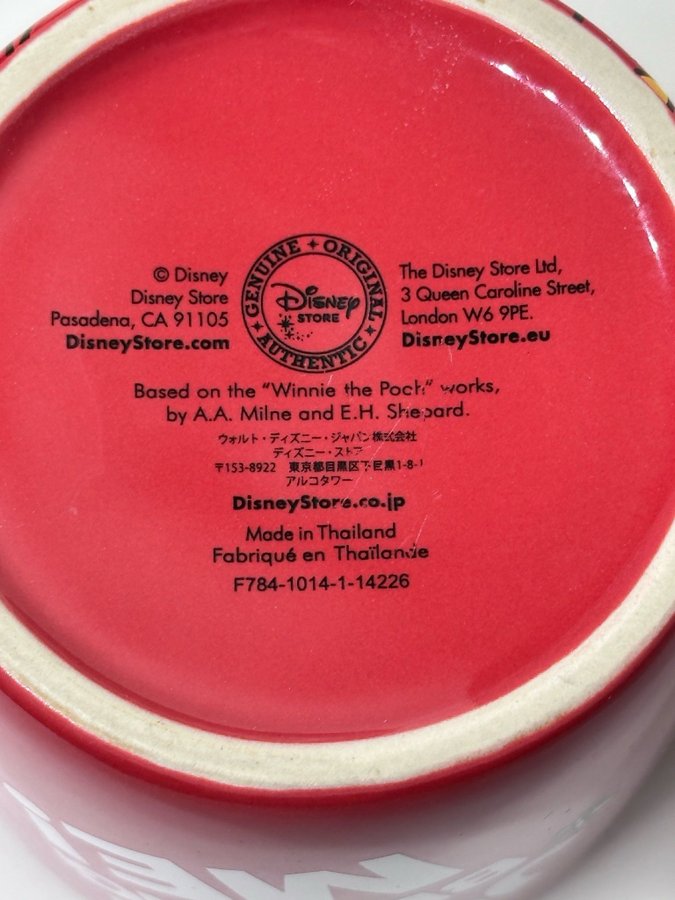 © Disney
Disney Store
Pasadena, CA 91105
DisneyStore.com
GENUINE ORIGINAL
Disney
STORE
AUTHENTIC
The Disney Store Ltd,
3 Queen Caroline Street,
London W6 9PE.
DisneyStore.eu
Based on the “Winnie the Pooh” works,
by A.A. Milne and E.H. Shepard.
ウォルト・ディズニー・ジャパン株式会社
ディズニー・ストア
〒153-8922 東京都目黒区下目黒1-8-1
アルコタワー
DisneyStore.co.jp
Made in Thailand
Fabriqué en Thaïlande
F784-1014-1-14226